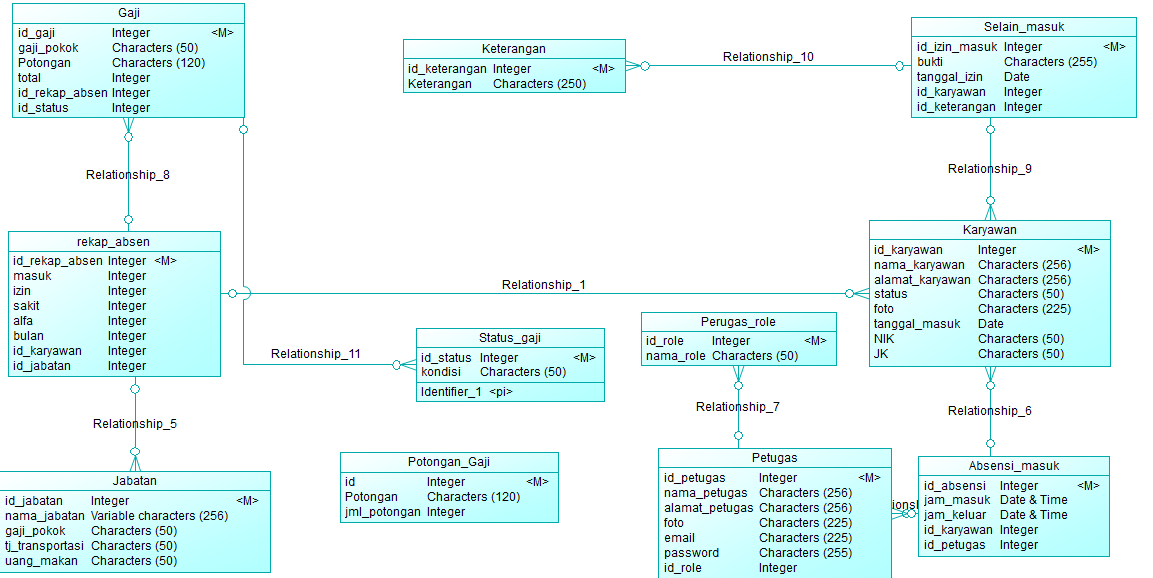 Gaji
id_gaji Integer <M>
gaji_pokok Characters (50)
Potongan Characters (120)
total Integer
id_rekap_absen Integer
id_status Integer
Keterangan
id_keterangan Integer <M>
Keterangan Characters (250)
Relationship_10
Selain_masuk
id_izin_masuk Integer <M>
bukti Characters (255)
tanggal_izin Date
id_karyawan Integer
id_keterangan Integer
Relationship_8
Relationship_9
rekap_absen
id_rekap_absen Integer <M>
masuk Integer
izin Integer
sakit Integer
alfa Integer
bulan Integer
id_karyawan Integer
id_jabatan Integer
Relationship_1
Karyawan
id_karyawan Integer <M>
nama_karyawan Characters (256)
alamat_karyawan Characters (256)
status Characters (50)
foto Characters (225)
tanggal_masuk Date
NIK Characters (50)
JK Characters (50)
Relationship_11
Status_gaji
id_status Integer <M>
kondisi Characters (50)
Identifier_1 <pi>
Perugas_role
id_role Integer <M>
nama_role Characters (50)
Relationship_5
Relationship_7
Relationship_6
Jabatan
id_jabatan Integer <M>
nama_jabatan Variable characters (256)
gaji_pokok Characters (50)
tj_transportasi Characters (50)
uang_makan Characters (50)
Potongan_Gaji
id Integer <M>
Potongan Characters (120)
jml_potongan Integer
Petugas
id_petugas Integer <M>
nama_petugas Characters (256)
alamat_petugas Characters (256)
foto Characters (225)
email Characters (225)
password Characters (255)
id_role Integer
Absensi_masuk
id_absensi Integer <M>
jam_masuk Date & Time
jam_keluar Date & Time
id_karyawan Integer
id_petugas Integer